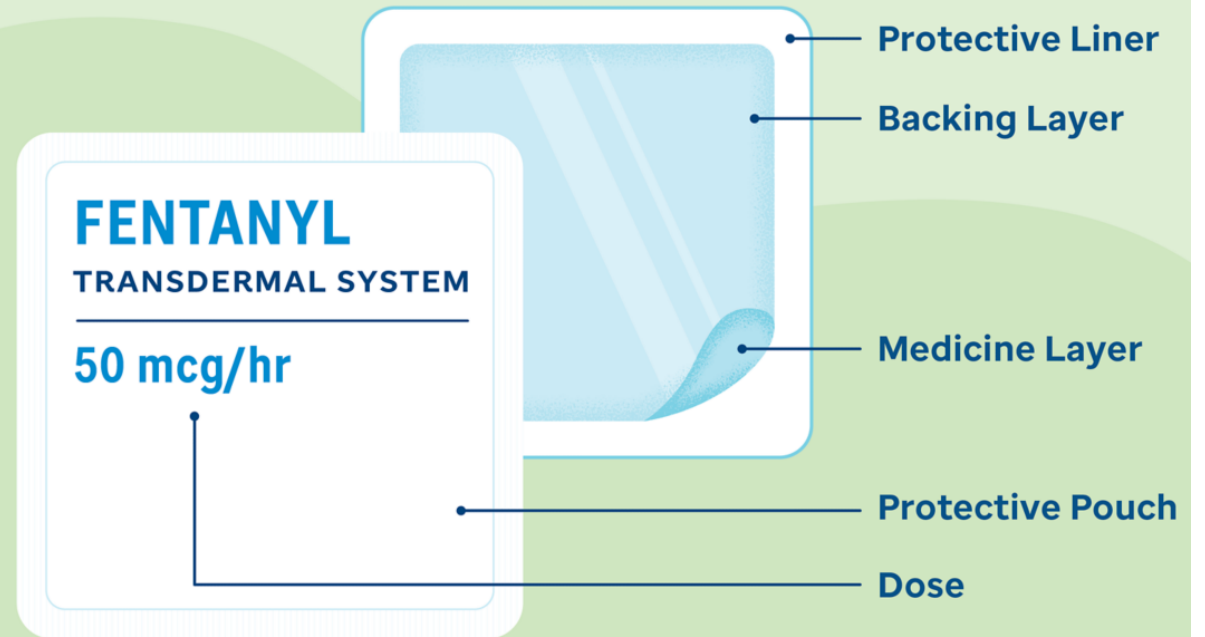 Protective Liner
Backing Layer
FENTANYL
TRANSDERMAL SYSTEM
50 mcg/hr
Medicine Layer
Protective Pouch
Dose